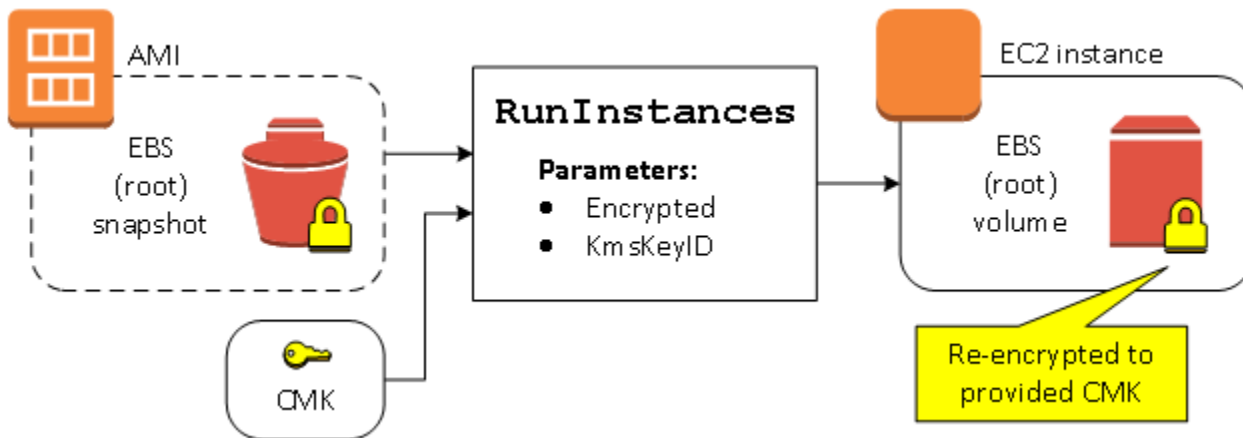 AMI
EBS
(root)
snapshot
CMK
RunInstances
Parameters:
● Encrypted
● KmsKeyID
EC2 instance
EBS
(root)
volume
Re-encrypted to
provided CMK